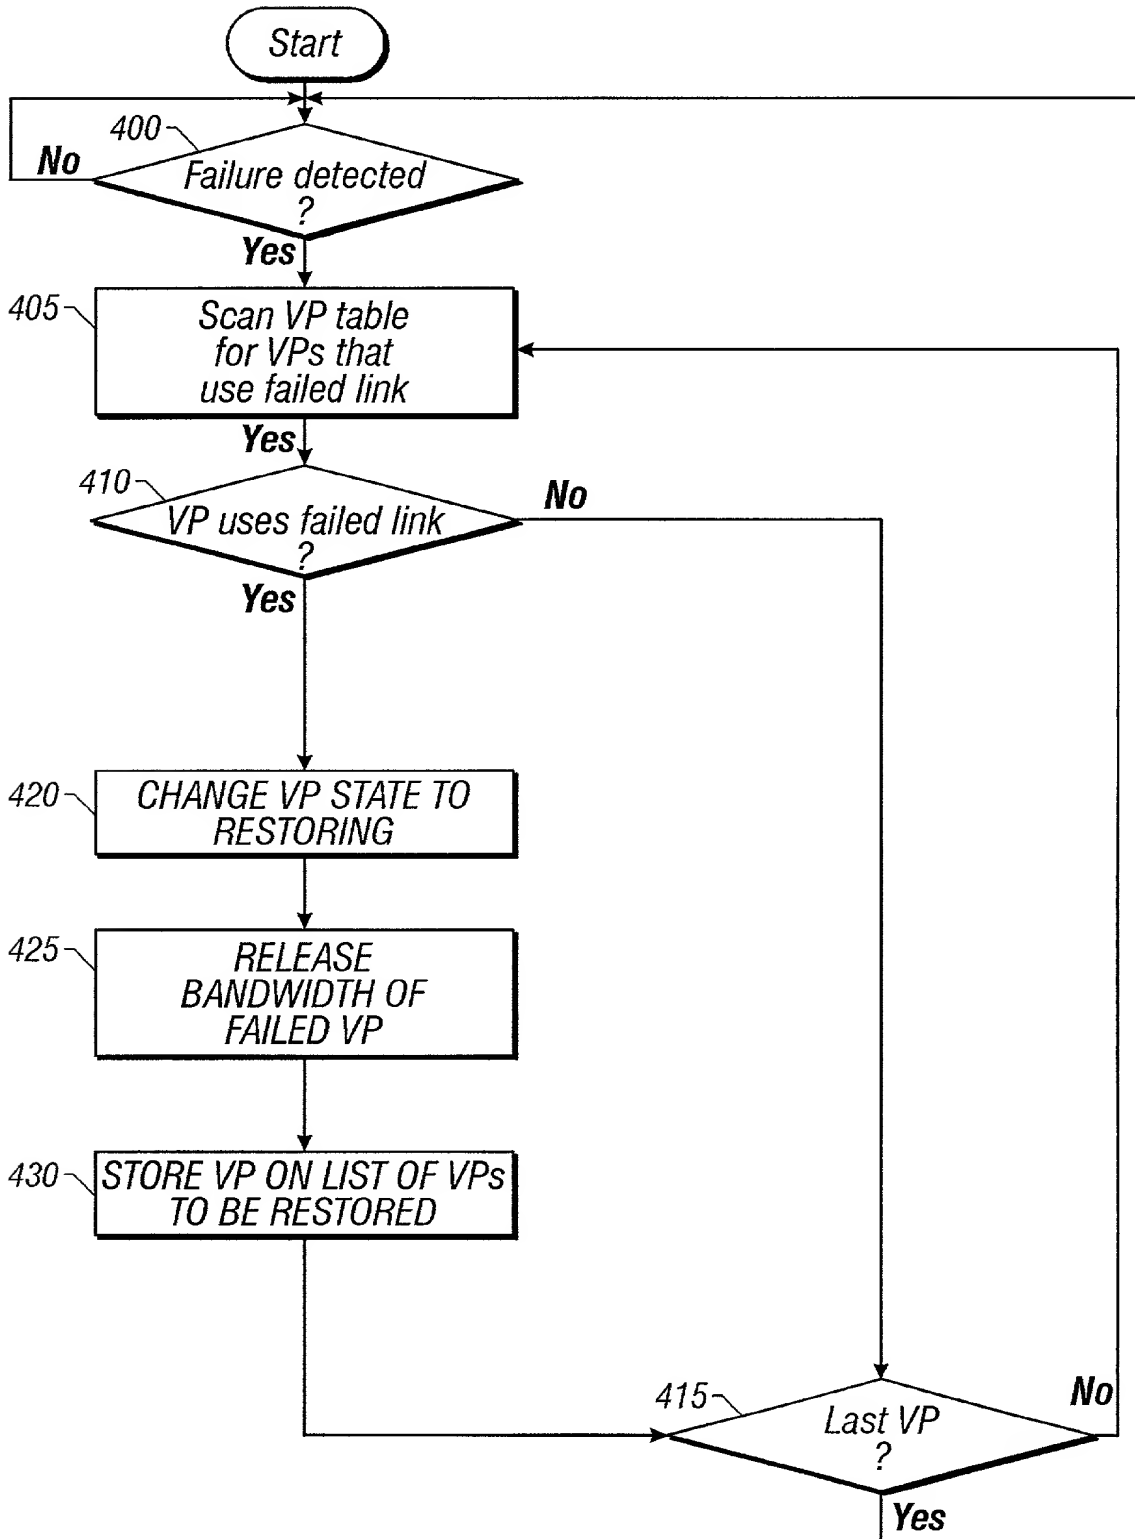 Start
400
No
Failure detected
?
Yes
405
Scan VP table
for VPs that
use failed link
Yes
410
No
VP uses failed link
?
Yes
420
CHANGE VP STATE TO
RESTORING
425
RELEASE
BANDWIDTH OF
FAILED VP
430
STORE VP ON LIST OF VPs
TO BE RESTORED
415
No
Last VP
?
Yes